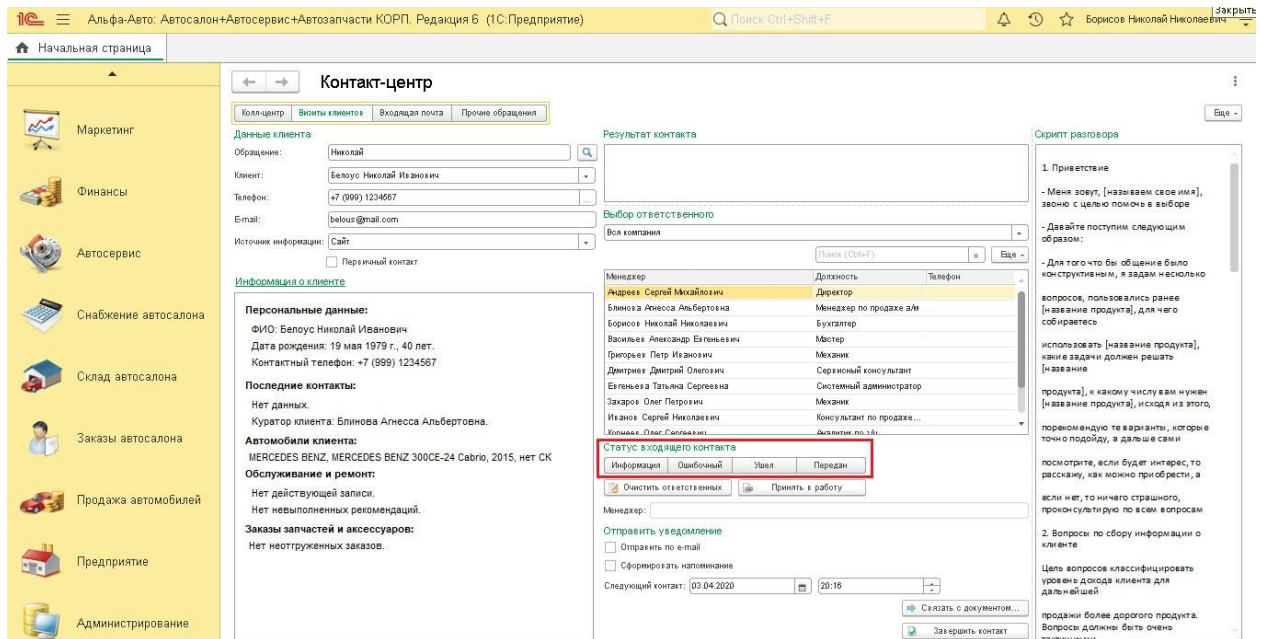 1С Альфа-Авто: Автосалон+Автосервис+Автозапчасти КОРП. Редакция 6 (1С:Предприятие)
Поиск Ctrl+Shift+F
Борисов Николай Николаевич
Закрыть
Начальная страница
Маркетинг
Финансы
Автосервис
Снабжение автосалона
Склад автосалона
Заказы автосалона
Продажа автомобилей
Предприятие
Администрирование
Контакт-центр
Колл-центр Визиты клиентов Входящая почта Прочие обращения
Еще
Данные клиента
Обращение: Николай
Клиент: Белоус Николай Иванович
Телефон: +7 (999) 1234567
E-mail: belous@mail.com
Источник информации: Сайт
Первичный контакт
Информация о клиенте
Персональные данные:
ФИО: Белоус Николай Иванович
Дата рождения: 19 мая 1979 г., 40 лет.
Контактный телефон: +7 (999) 1234567
Последние контакты:
Нет данных.
Куратор клиента: Блинова Агнесса Альбертовна.
Автомобили клиента:
MERCEDES BENZ, MERCEDES BENZ 300CE-24 Cabrio, 2015, нет СК
Обслуживание и ремонт:
Нет действующей записи.
Нет невыполненных рекомендаций.
Заказы запчастей и аксессуаров:
Нет неотгруженных заказов.
Результат контакта
Выбор ответственного
Вся компания
Поиск (Ctrl+F) x Еще
Менеджер Должность Телефон
Андреев Сергей Михайлович Директор
Блинова Агнесса Альбертовна Менеджер по продаже а/м
Борисов Николай Николаевич Бухгалтер
Васильев Александр Евгеньевич Мастер
Григорьев Петр Иванович Механик
Дмитриев Дмитрий Олегович Сервисный консультант
Евгеньева Татьяна Сергеевна Системный администратор
Захаров Олег Петрович Механик
Иванов Сергей Николаевич Консультант по продаже...
Корнеев Олег Сергеевич Аналитик по з/ч
Статус входящего контакта
Информация Ошибочный Ушел Передан
Очистить ответственных Принять в работу
Менеджер:
Отправить уведомление
Отправить по e-mail
Сформировать напоминание
Следующий контакт: 03.04.2020 20:16
Связать с документом...
Завершить контакт
Скрипт разговора
1. Приветствие
- Меня зовут, [называем свое имя],
звоню с целью помочь в выборе
- Давайте поступим следующим
образом:
- Для того что бы общение было
конструктивным, я задам несколько
вопросов, пользовались ранее
[название продукта], для чего
собираетесь
использовать [название продукта],
какие задачи должен решать
[название
продукта], к какому числу вам нужен
[название продукта], исходя из этого,
порекомендую те варианты, которые
точно подойду, а дальше сами
посмотрите, если будет интерес, то
расскажу, как можно приобрести, а
если нет, то ничего страшного,
проконсультирую по всем вопросам
2. Вопросы по сбору информации о
клиенте
Цель вопросов классифицировать
уровень дохода клиента для
дальнейшей
продажи более дорогого продукта.
Вопросы должны быть очень